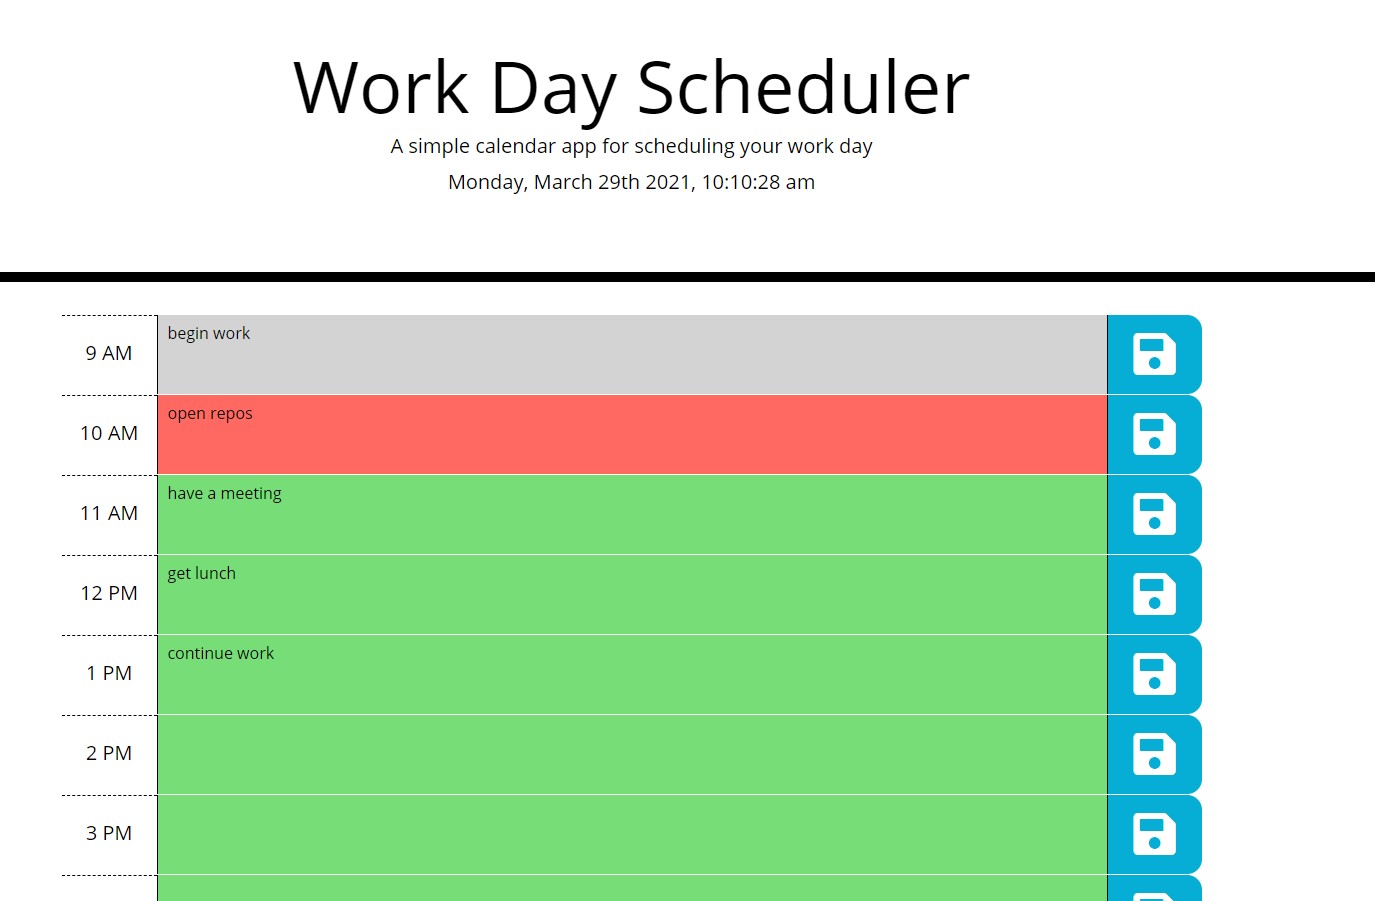 Work Day Scheduler
A simple calendar app for scheduling your work day
Monday, March 29th 2021, 10:10:28 am
9 AM
begin work
10 AM
open repos
11 AM
have a meeting
12 PM
get lunch
1 PM
continue work
2 PM
3 PM